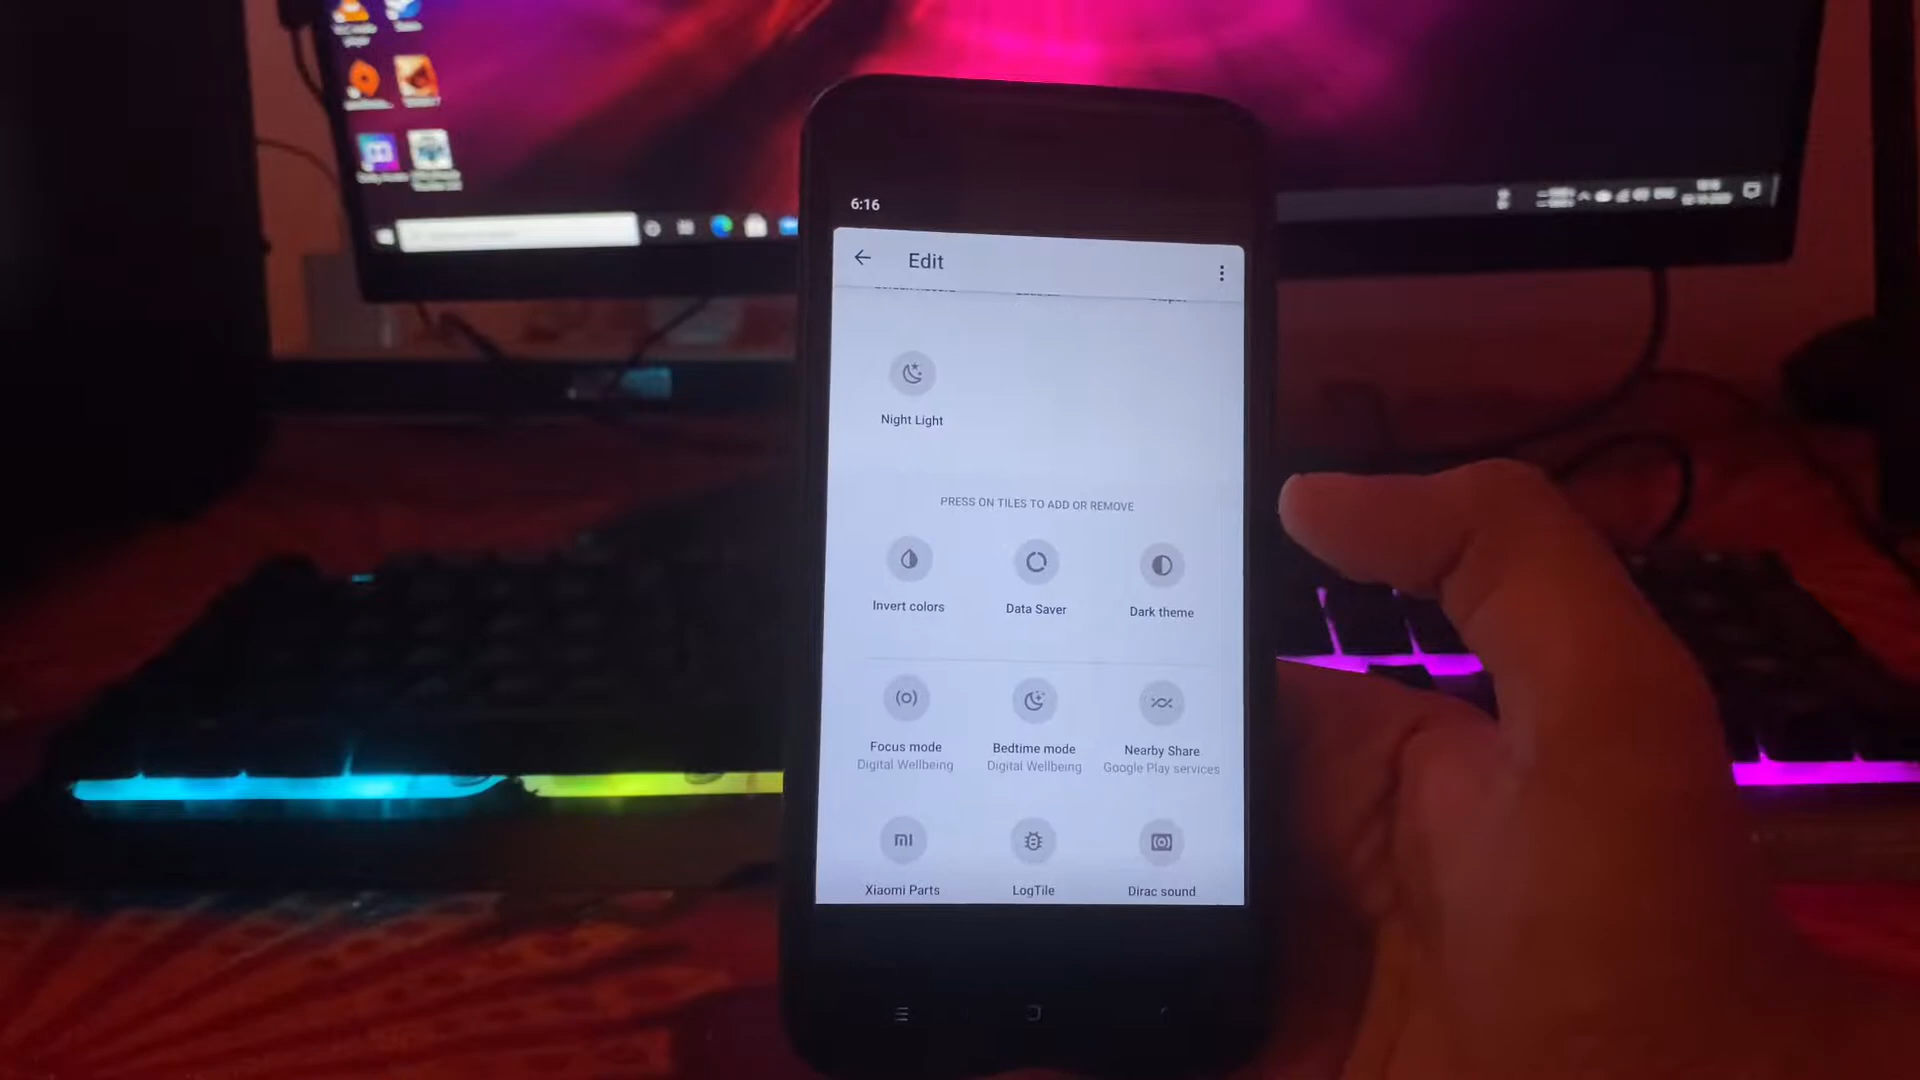 6:16
Edit
Night Light
PRESS ON TILES TO ADD OR REMOVE
Invert colors
Data Saver
Dark theme
Focus mode
Digital Wellbeing
Bedtime mode
Digital Wellbeing
Nearby Share
Google Play services
Xiaomi Parts
LogTile
Dirac sound